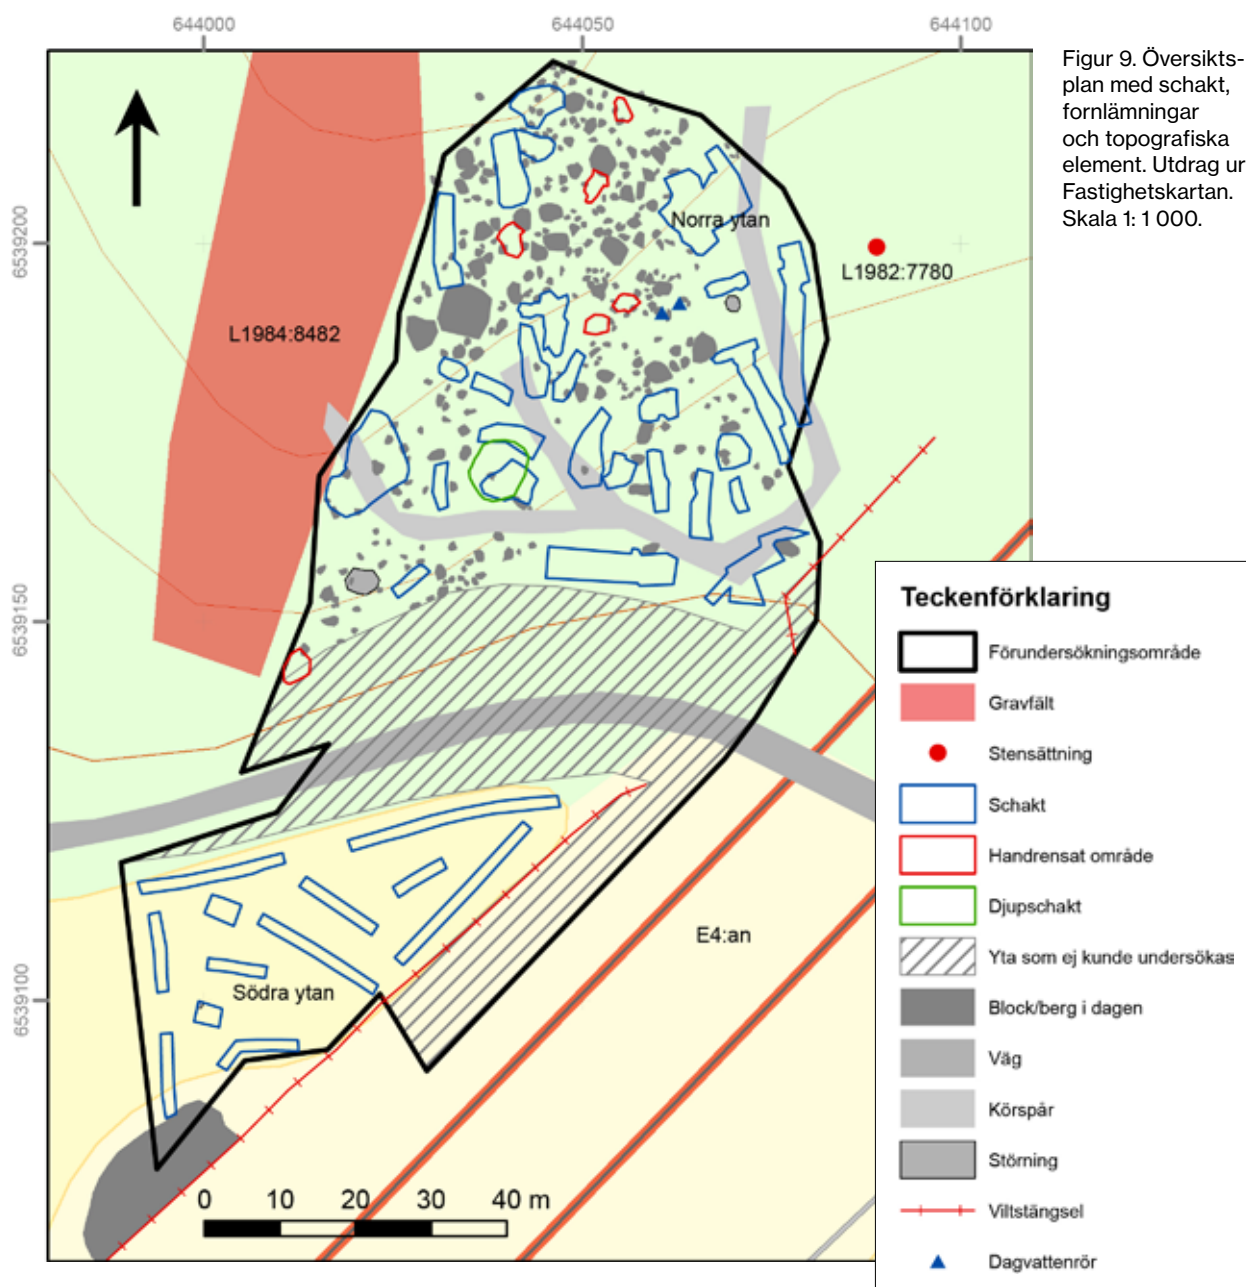 644000
644050
644100
Figur 9. Översikts-
plan med schakt,
fornlämningar
och topografiska
element. Utdrag ur
Fastighetskartan.
Skala 1: 1 000.
6539200
6539150
6539100
Norra ytan
L1982:7780
L1984:8482
E4:an
Södra ytan
0 10 20 30 40 m
Teckenförklaring
Förundersökningsområde
Gravfält
Stensättning
Schakt
Handrensat område
Djupschakt
Yta som ej kunde undersökas
Block/berg i dagen
Väg
Körspår
Störning
Viltstängsel
Dagvattenrör